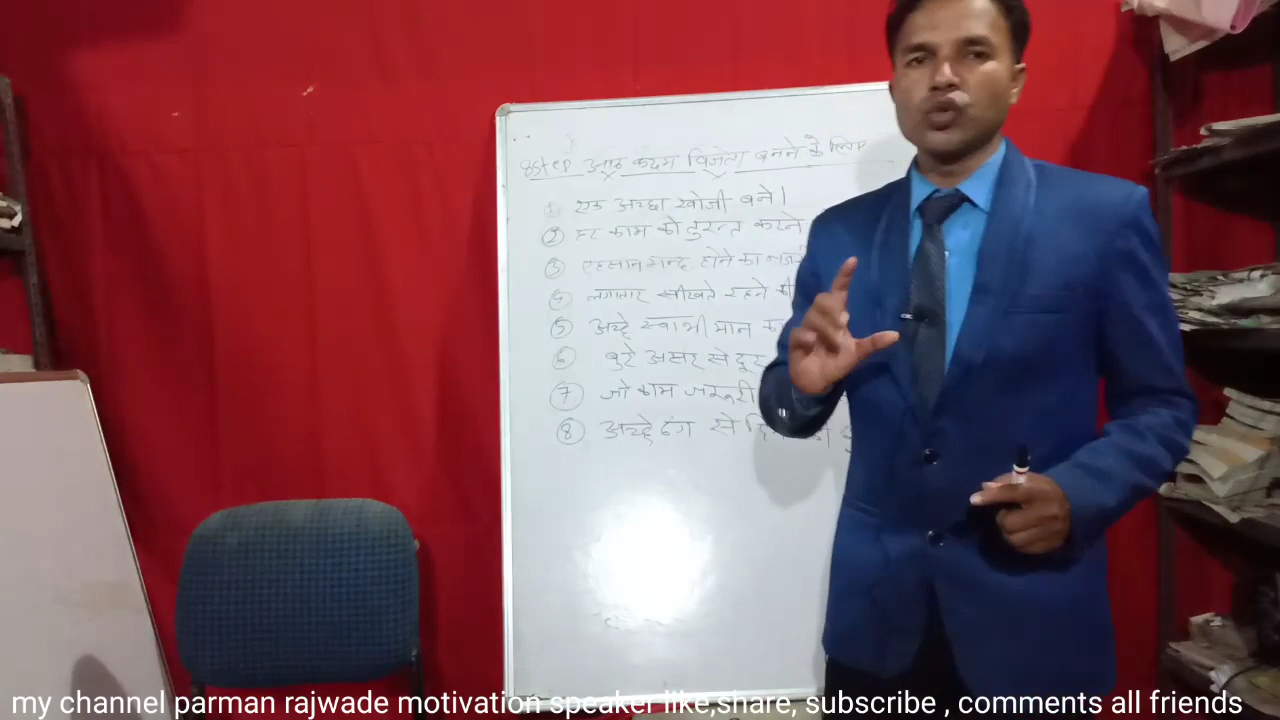 8step आठ कदम विजेता बनने के लिए
① एक अच्छा खोजी बने।
② हर काम को तुरन्त करने
③ एहसानमन्द होने का नजरि
④ लगातार सीखते रहने की
⑤ अच्छे स्वाभीमान का
⑥ बुरे असर से दूर
⑦ जो काम जरूरी
⑧ अच्छे ढंग से दिन की
my channel parman rajwade motivation speaker like,share, subscribe , comments all friends